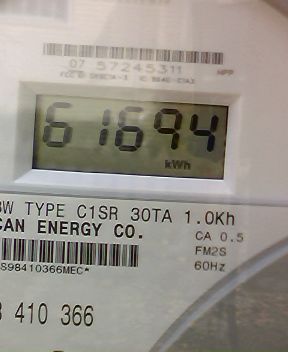 07 57245311
61694
kWh
3W TYPE C1SR 30TA 1.0Kh
CAN ENERGY CO.
CA 0.5
FM2S
S98410366MEC*
60Hz
410 366